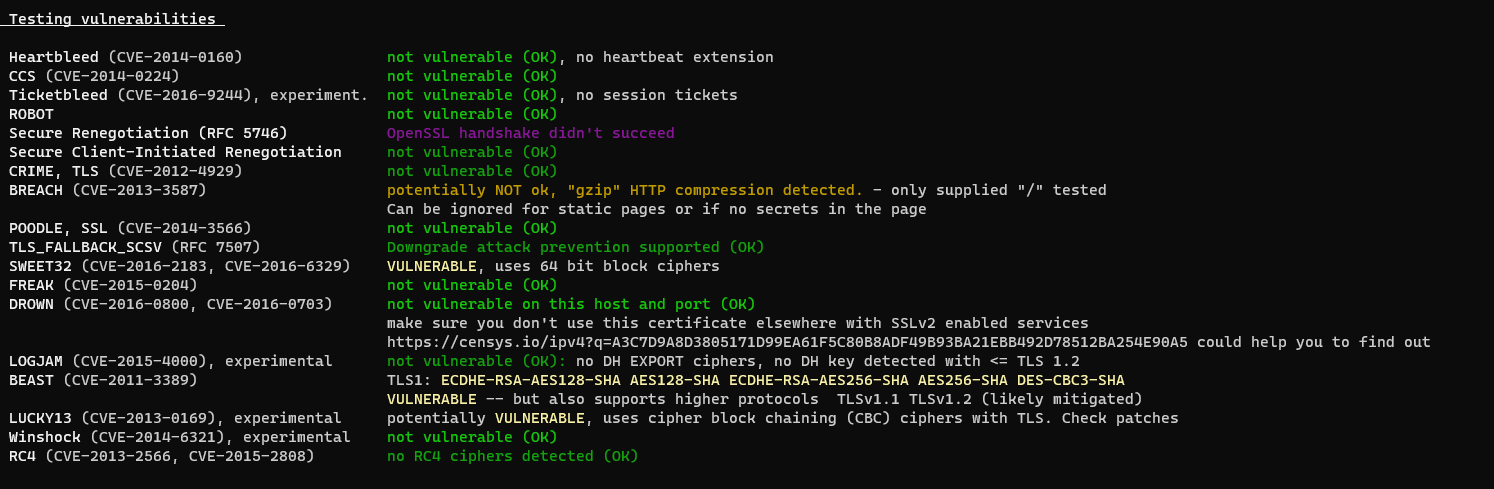 Testing vulnerabilities
Heartbleed (CVE-2014-0160) not vulnerable (OK), no heartbeat extension
CCS (CVE-2014-0224) not vulnerable (OK)
Ticketbleed (CVE-2016-9244), experiment. not vulnerable (OK), no session tickets
ROBOT not vulnerable (OK)
Secure Renegotiation (RFC 5746) OpenSSL handshake didn't succeed
Secure Client-Initiated Renegotiation not vulnerable (OK)
CRIME, TLS (CVE-2012-4929) not vulnerable (OK)
BREACH (CVE-2013-3587) potentially NOT ok, "gzip" HTTP compression detected. - only supplied "/" tested
Can be ignored for static pages or if no secrets in the page
POODLE, SSL (CVE-2014-3566) not vulnerable (OK)
TLS_FALLBACK_SCSV (RFC 7507) Downgrade attack prevention supported (OK)
SWEET32 (CVE-2016-2183, CVE-2016-6329) VULNERABLE, uses 64 bit block ciphers
FREAK (CVE-2015-0204) not vulnerable (OK)
DROWN (CVE-2016-0800, CVE-2016-0703) not vulnerable on this host and port (OK)
make sure you don't use this certificate elsewhere with SSLv2 enabled services
https://censys.io/ipv4?q=A3C7D9A8D3805171D99EA61F5C80B8ADF49B93BA21EBB492D78512BA254E90A5 could help you to find out
LOGJAM (CVE-2015-4000), experimental not vulnerable (OK): no DH EXPORT ciphers, no DH key detected with <= TLS 1.2
BEAST (CVE-2011-3389) TLS1: ECDHE-RSA-AES128-SHA AES128-SHA ECDHE-RSA-AES256-SHA AES256-SHA DES-CBC3-SHA
VULNERABLE -- but also supports higher protocols TLSv1.1 TLSv1.2 (likely mitigated)
LUCKY13 (CVE-2013-0169), experimental potentially VULNERABLE, uses cipher block chaining (CBC) ciphers with TLS. Check patches
Winshock (CVE-2014-6321), experimental not vulnerable (OK)
RC4 (CVE-2013-2566, CVE-2015-2808) no RC4 ciphers detected (OK)